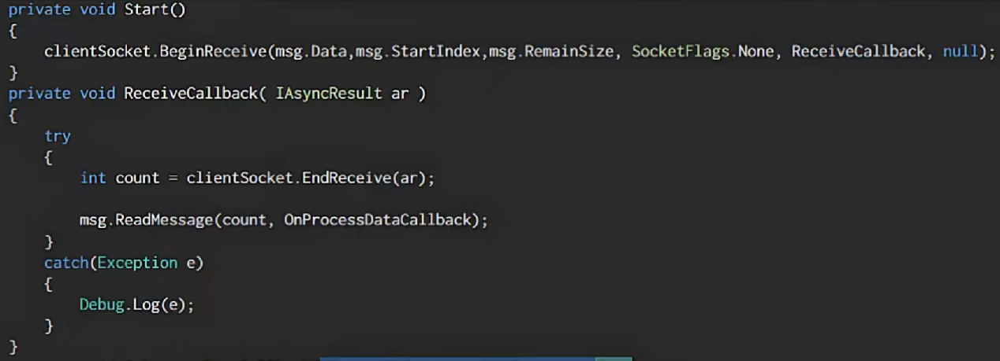 private void Start()
{
    clientSocket.BeginReceive(msg.Data,msg.StartIndex,msg.RemainSize, SocketFlags.None, ReceiveCallback, null);
}
private void ReceiveCallback( IAsyncResult ar )
{
    try
    {
        int count = clientSocket.EndReceive(ar);

        msg.ReadMessage(count, OnProcessDataCallback);
    }
    catch(Exception e)
    {
        Debug.Log(e);
    }
}